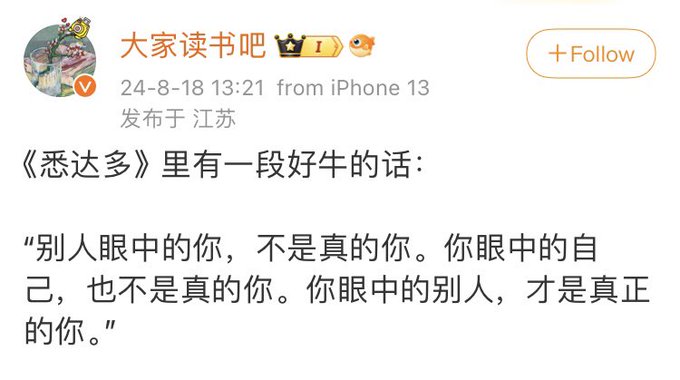 大家读书吧 I
+Follow
24-8-18 13:21 from iPhone 13
发布于 江苏
《悉达多》里有一段好牛的话：
“别人眼中的你，不是真的你。你眼中的自
己，也不是真的你。你眼中的别人，才是真正
的你。”